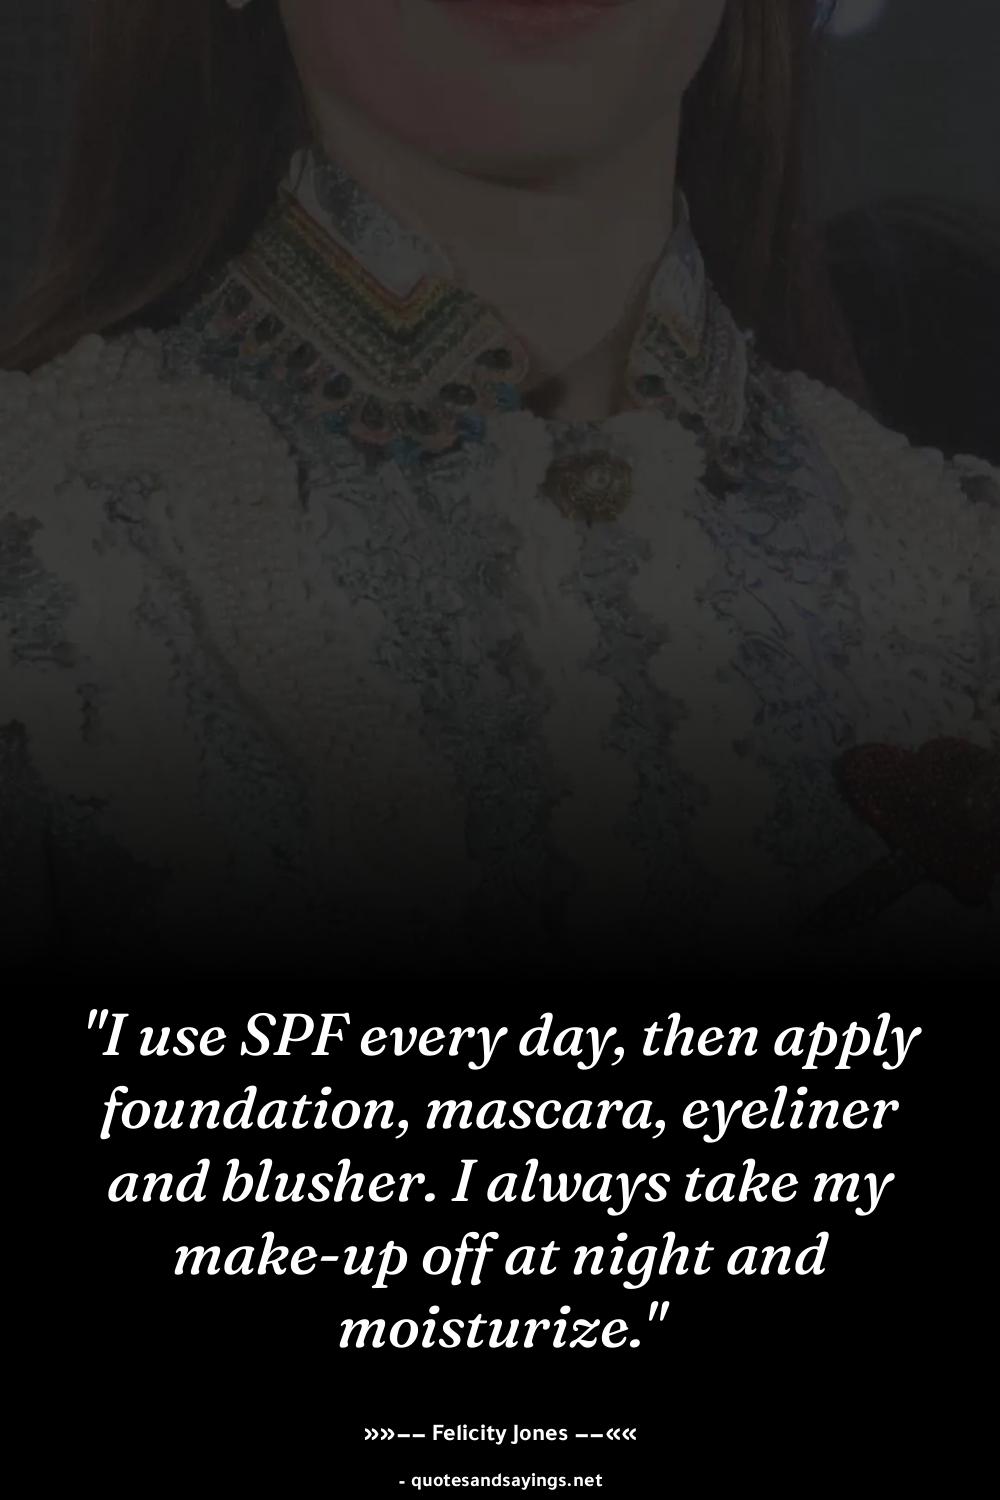 "I use SPF every day, then apply
foundation, mascara, eyeliner
and blusher. I always take my
make-up off at night and
moisturize."
»»−− Felicity Jones −−««
- quotesandsayings.net